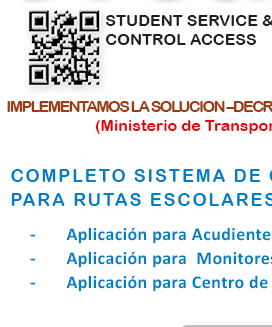 STUDENT SERVICE &
CONTROL ACCESS
IMPLEMENTAMOS LA SOLUCION –DECR
(Ministerio de Transpor
COMPLETO SISTEMA DE
PARA RUTAS ESCOLARES
- Aplicación para Acudiente
- Aplicación para Monitores
- Aplicación para Centro de